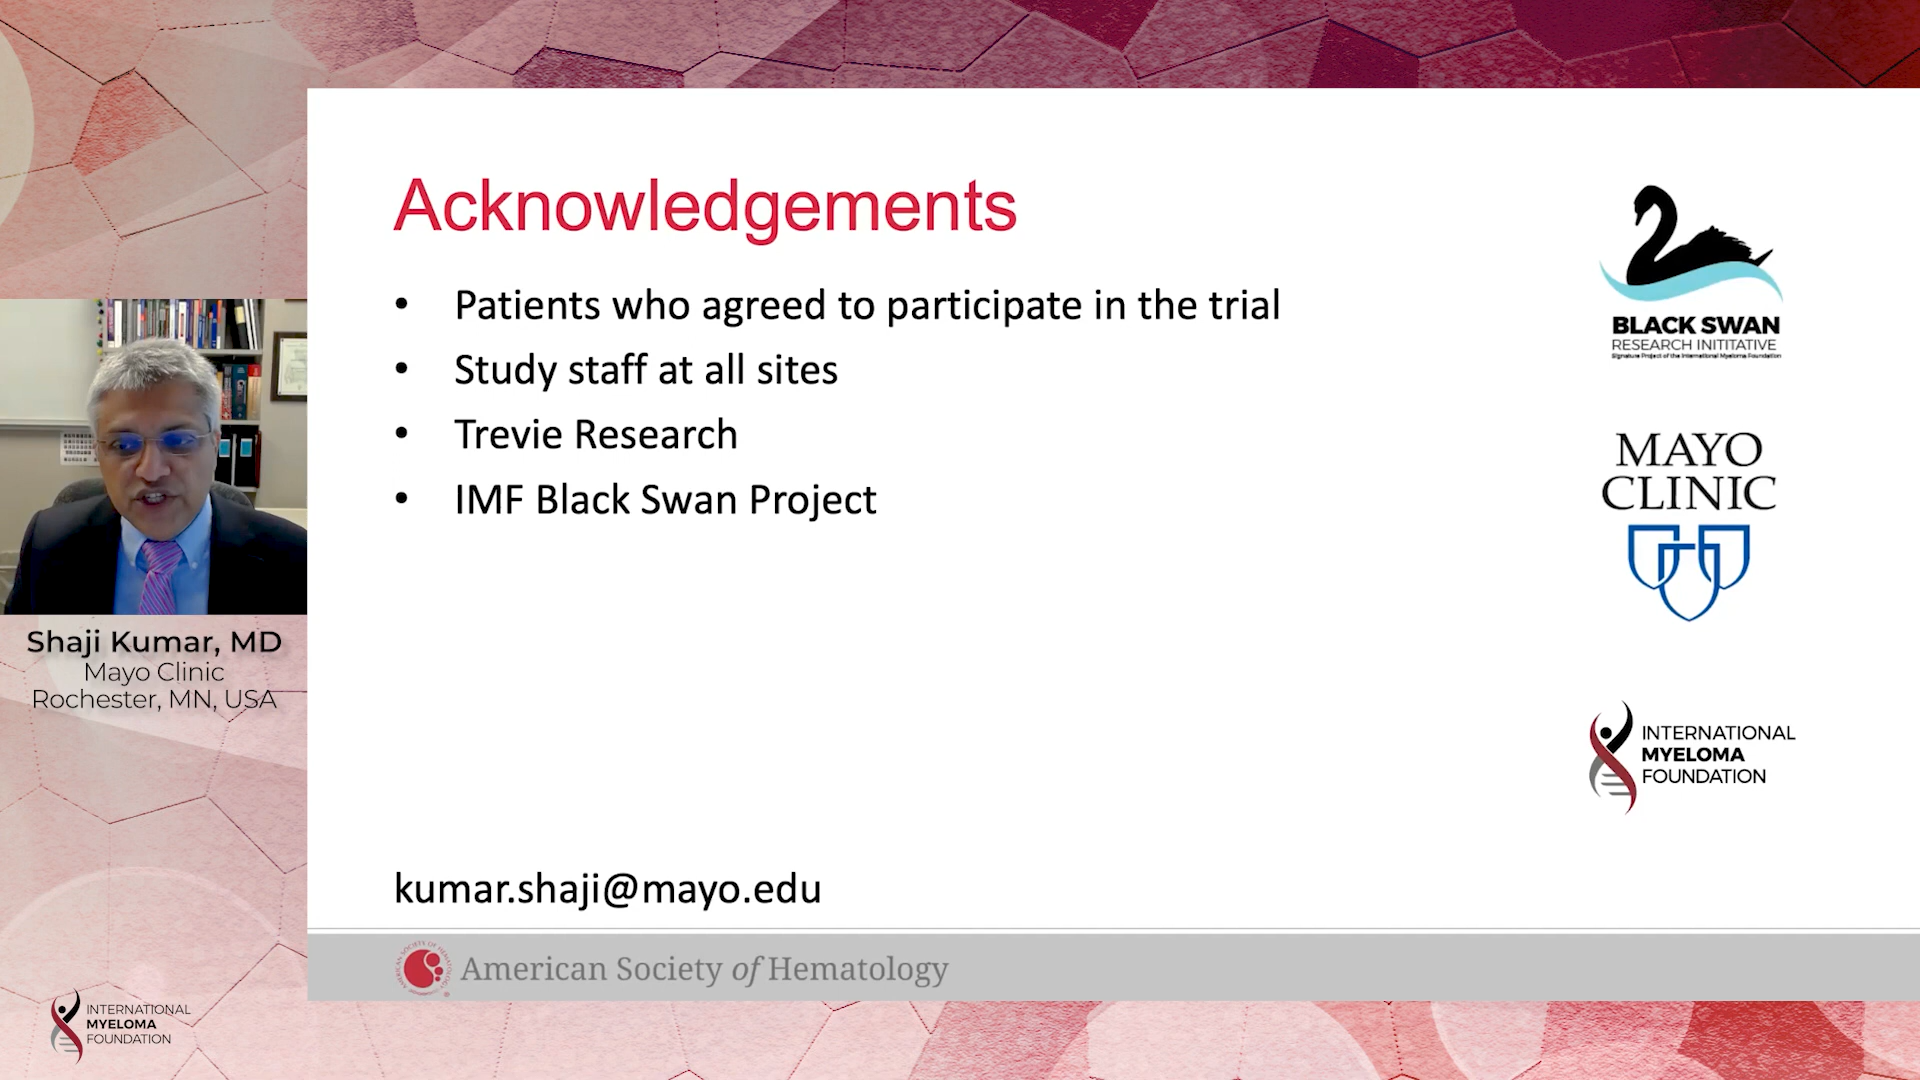 Acknowledgements
• Patients who agreed to participate in the trial
• Study staff at all sites
• Trevie Research
• IMF Black Swan Project
kumar.shaji@mayo.edu
BLACK SWAN
RESEARCH INITITATIVE
Signature Project of the International Myeloma Foundation
MAYO
CLINIC
INTERNATIONAL
MYELOMA
FOUNDATION
American Society of Hematology
Shaji Kumar, MD
Mayo Clinic
Rochester, MN, USA
INTERNATIONAL
MYELOMA
FOUNDATION